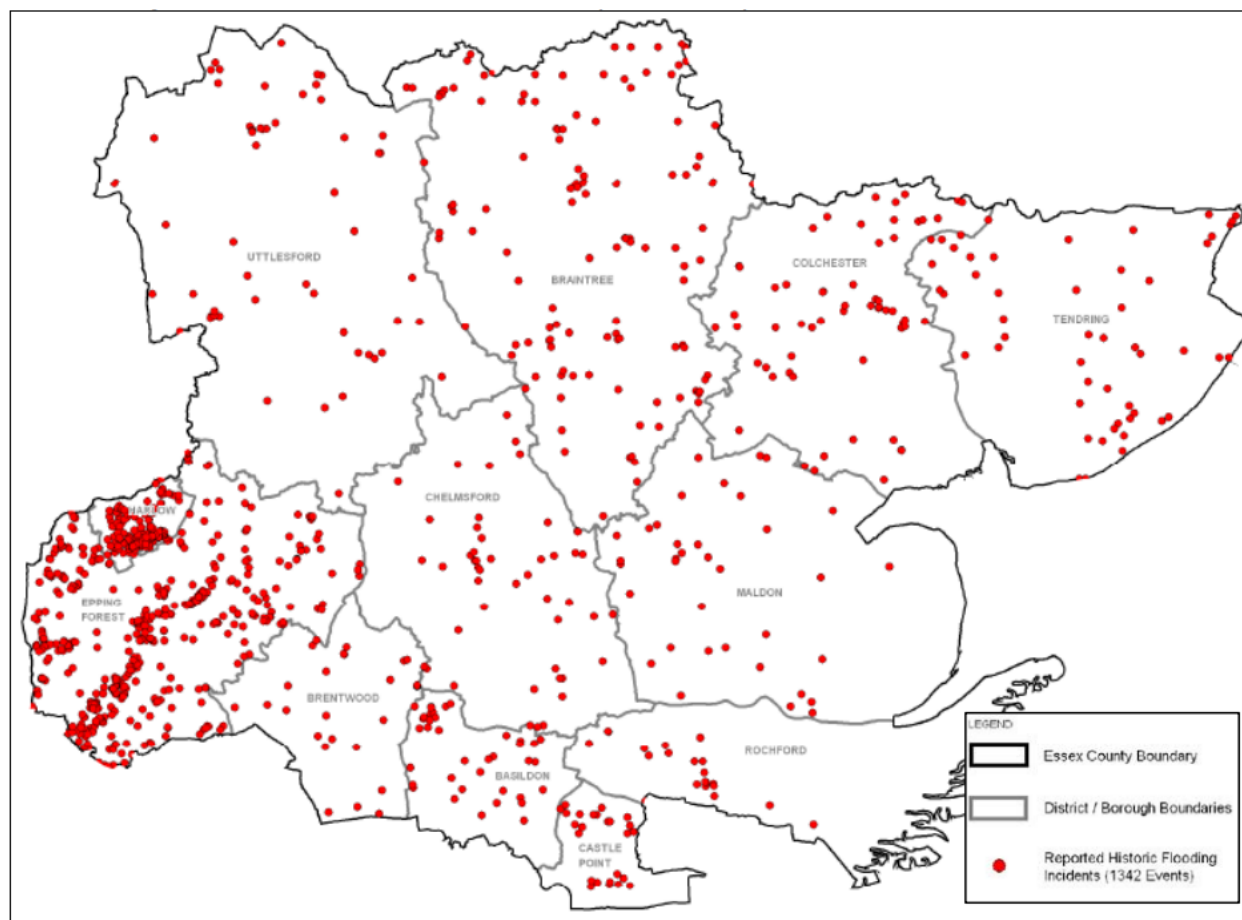 UTTLESFORD
BRAINTREE
COLCHESTER
TENDRING
HARLOW
CHELMSFORD
EPPING
FOREST
MALDON
BRENTWOOD
ROCHFORD
BASILDON
CASTLE
POINT
LEGEND
Essex County Boundary
District / Borough Boundaries
Reported Historic Flooding
Incidents (1342 Events)